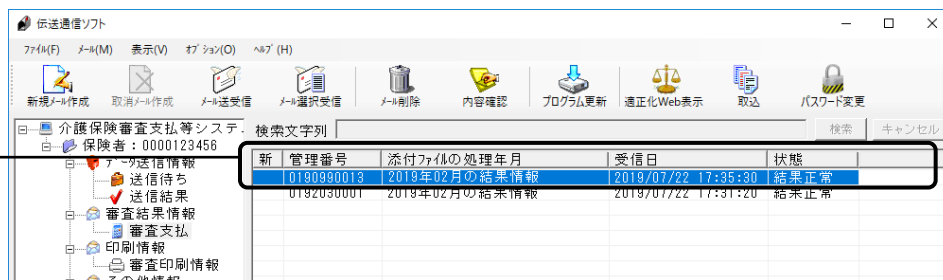 伝送通信ソフト
ファイル(F) メール(M) 表示(V) オプション(O) ヘルプ(H)
新規メール作成 取消メール作成 メール送受信 メール選択受信 メール削除 内容確認 プログラム更新 適正化Web表示 取込 パスワード変更
介護保険審査支払等システ
検索文字列 検索 キャンセル
保険者：0000123456
新 管理番号 添付ファイルの処理年月 受信日 状態
データ送信情報
0190990013 2019年02月の結果情報 2019/07/22 17:35:30 結果正常
送信待ち
0192030001 2019年02月の結果情報 2019/07/22 17:31:20 結果正常
送信結果
審査結果情報
審査支払
印刷情報
審査印刷情報
その他情報